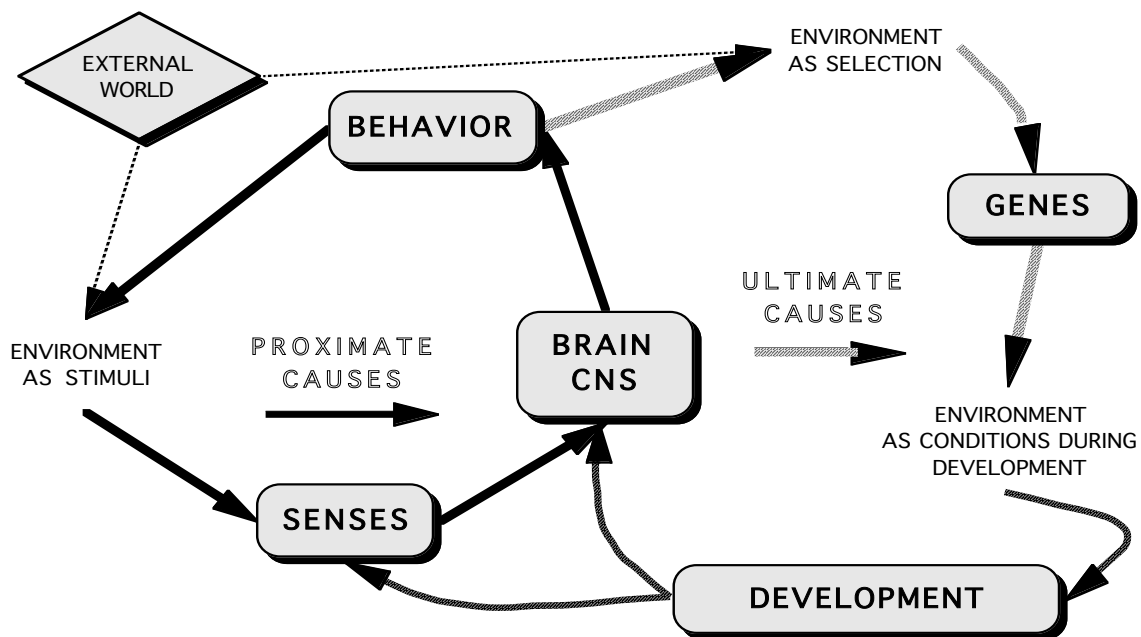 EXTERNAL
WORLD
ENVIRONMENT
AS SELECTION
BEHAVIOR
GENES
ULTIMATE
CAUSES
ENVIRONMENT
AS STIMULI
PROXIMATE
CAUSES
BRAIN
CNS
ENVIRONMENT
AS CONDITIONS DURING
DEVELOPMENT
SENSES
DEVELOPMENT